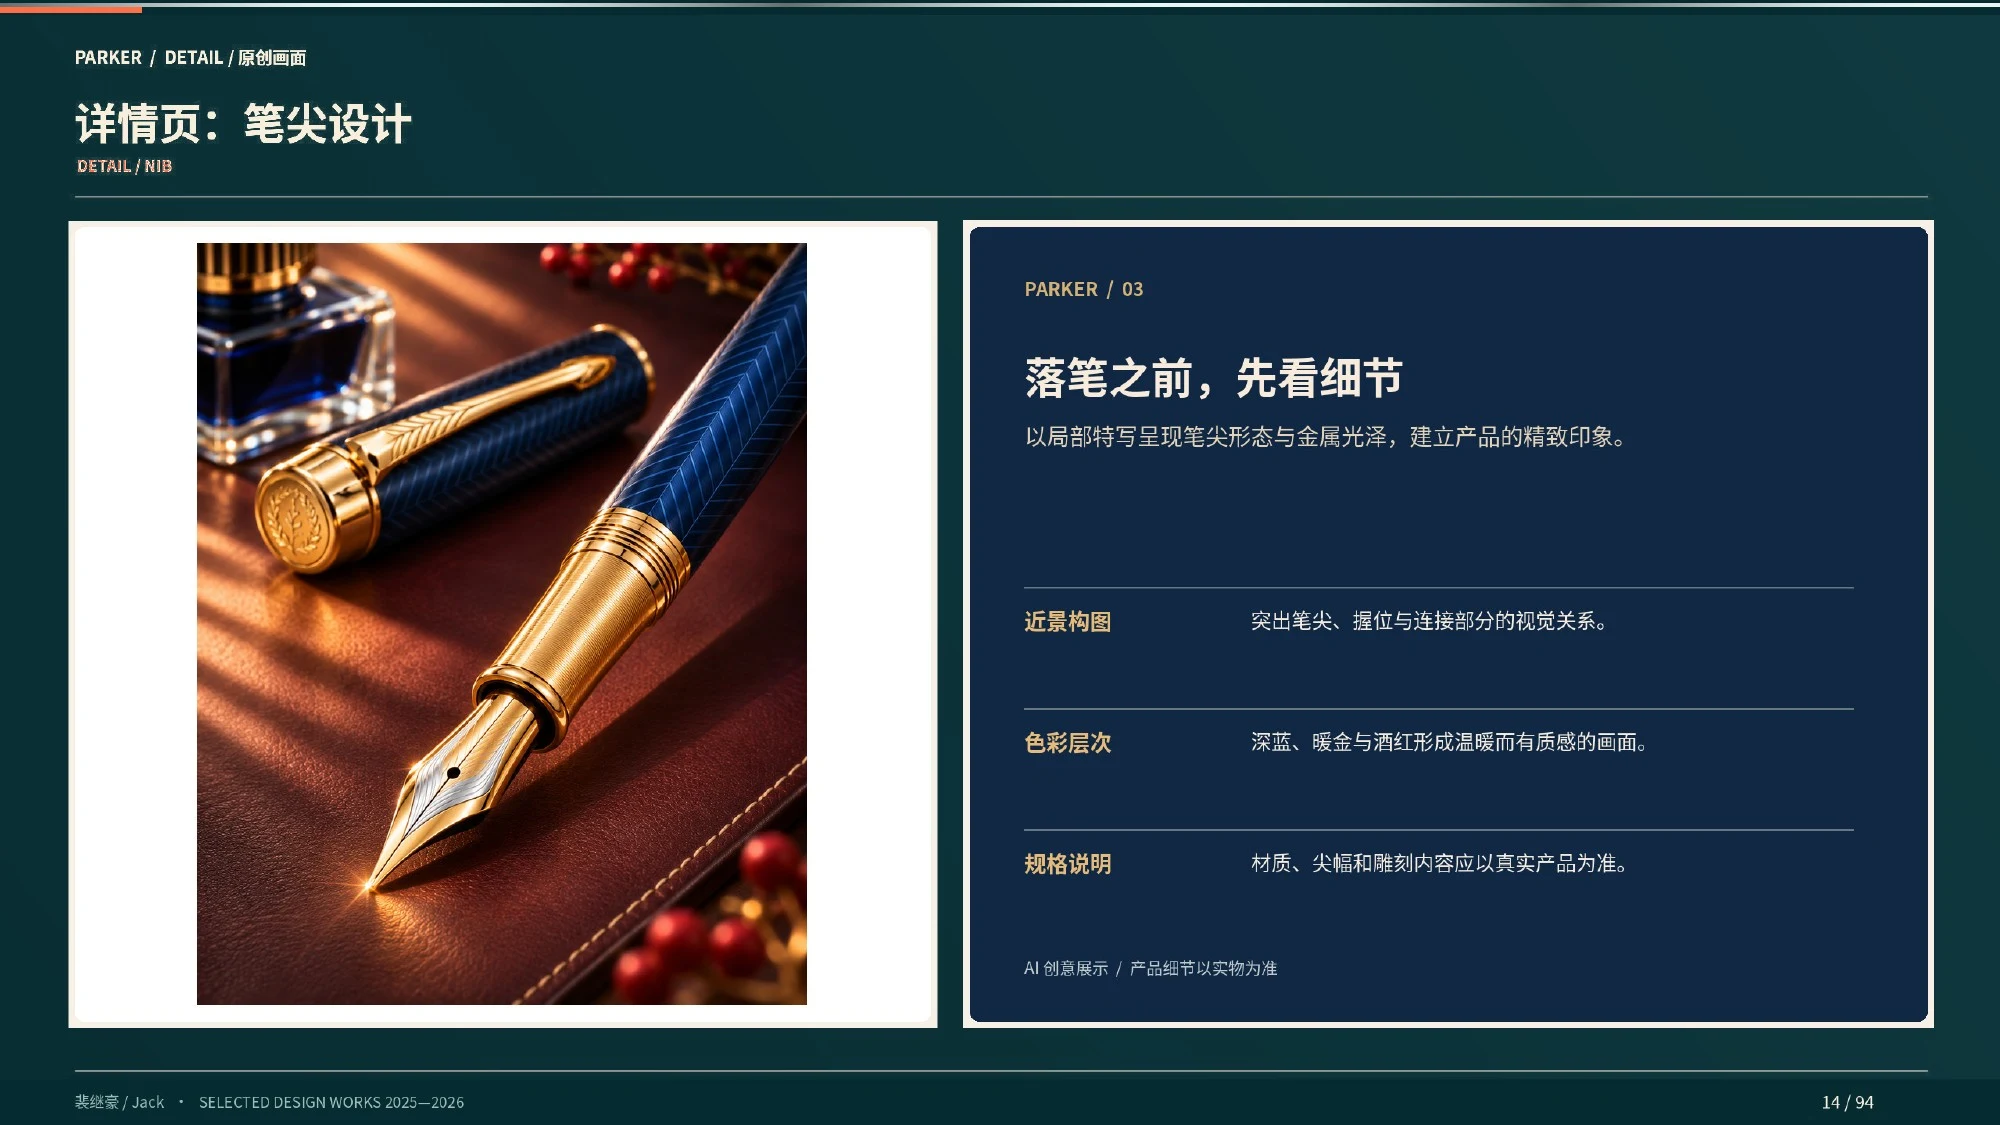 PARKER / DETAIL / 原创画面
详情页：笔尖设计
DETAIL / NIB
PARKER / 03
落笔之前，先看细节
以局部特写呈现笔尖形态与金属光泽，建立产品的精致印象。
近景构图 突出笔尖、握位与连接部分的视觉关系。
色彩层次 深蓝、暖金与酒红形成温暖而有质感的画面。
规格说明 材质、尖幅和雕刻内容应以真实产品为准。
AI 创意展示 / 产品细节以实物为准
裴继豪 / Jack · SELECTED DESIGN WORKS 2025—2026
14 / 94